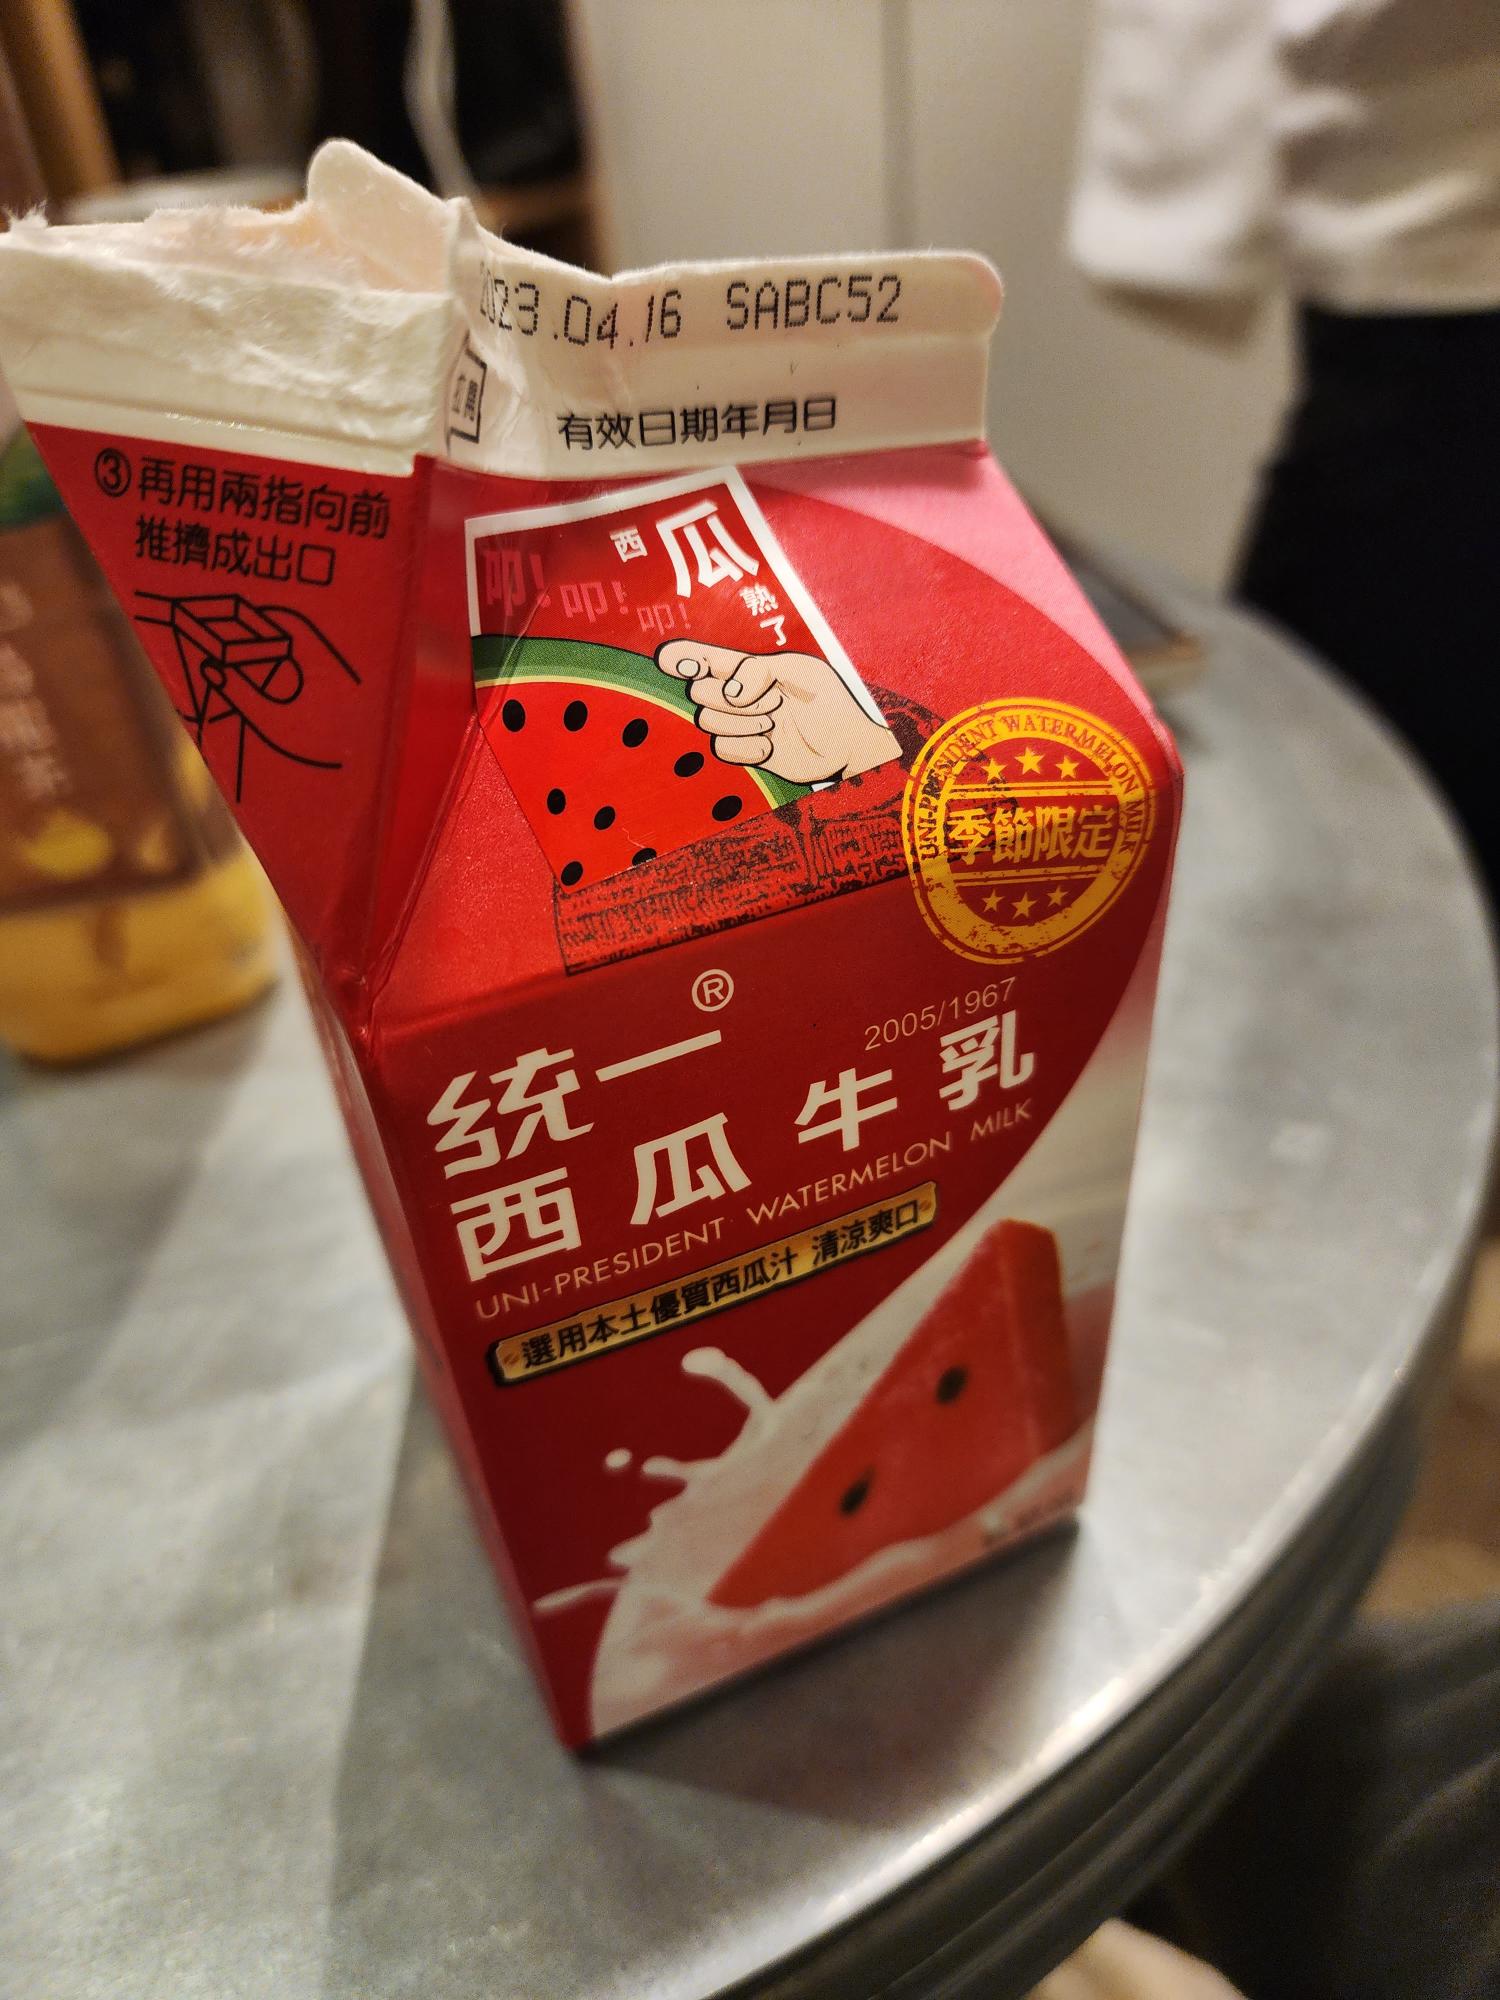 2023.04.16 SABC52
有效日期年月日
③再用兩指向前
推擠成出口
叩! 叩! 叩!
西瓜熟了
UNI-PRESIDENT WATERMELON MILK
季節限定
統一®
2005/1967
西瓜牛乳
UNI-PRESIDENT WATERMELON MILK
選用本土優質西瓜汁 清涼爽口